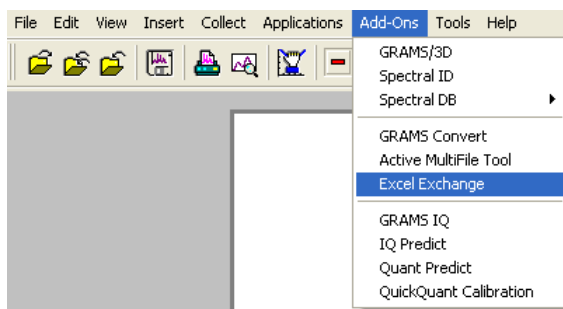 File Edit View Insert Collect Applications Add-Ons Tools Help
GRAMS/3D
Spectral ID
Spectral DB
GRAMS Convert
Active MultiFile Tool
Excel Exchange
GRAMS IQ
IQ Predict
Quant Predict
QuickQuant Calibration